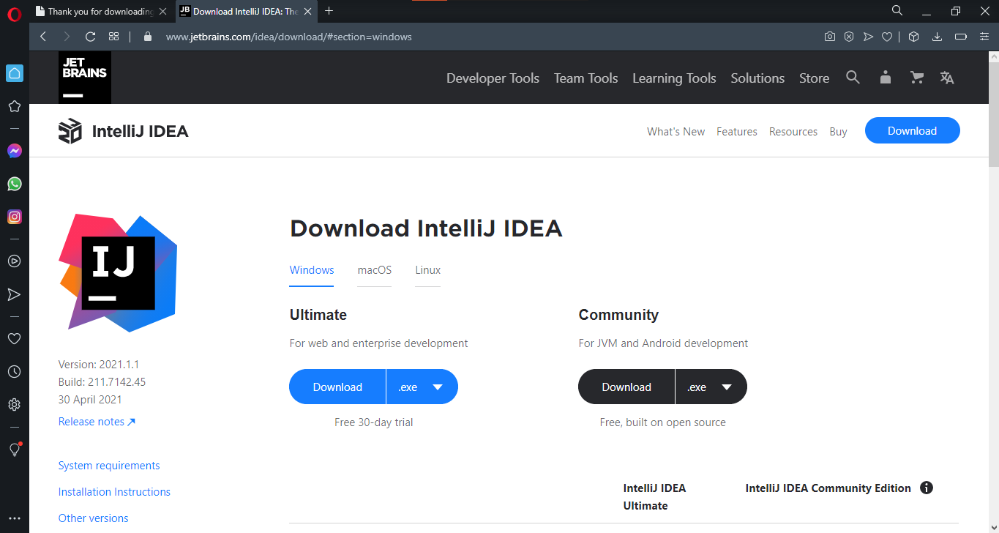 Thank you for downloading
JB Download IntelliJ IDEA: The
www.jetbrains.com/idea/download/#section=windows
JET
BRAINS
Developer Tools Team Tools Learning Tools Solutions Store
IntelliJ IDEA
What's New Features Resources Buy Download
Download IntelliJ IDEA
IJ
Windows macOS Linux
Ultimate
For web and enterprise development
Download .exe
Free 30-day trial
Community
For JVM and Android development
Download .exe
Free, built on open source
Version: 2021.1.1
Build: 211.7142.45
30 April 2021
Release notes
System requirements
Installation Instructions
Other versions
IntelliJ IDEA
Ultimate
IntelliJ IDEA Community Edition